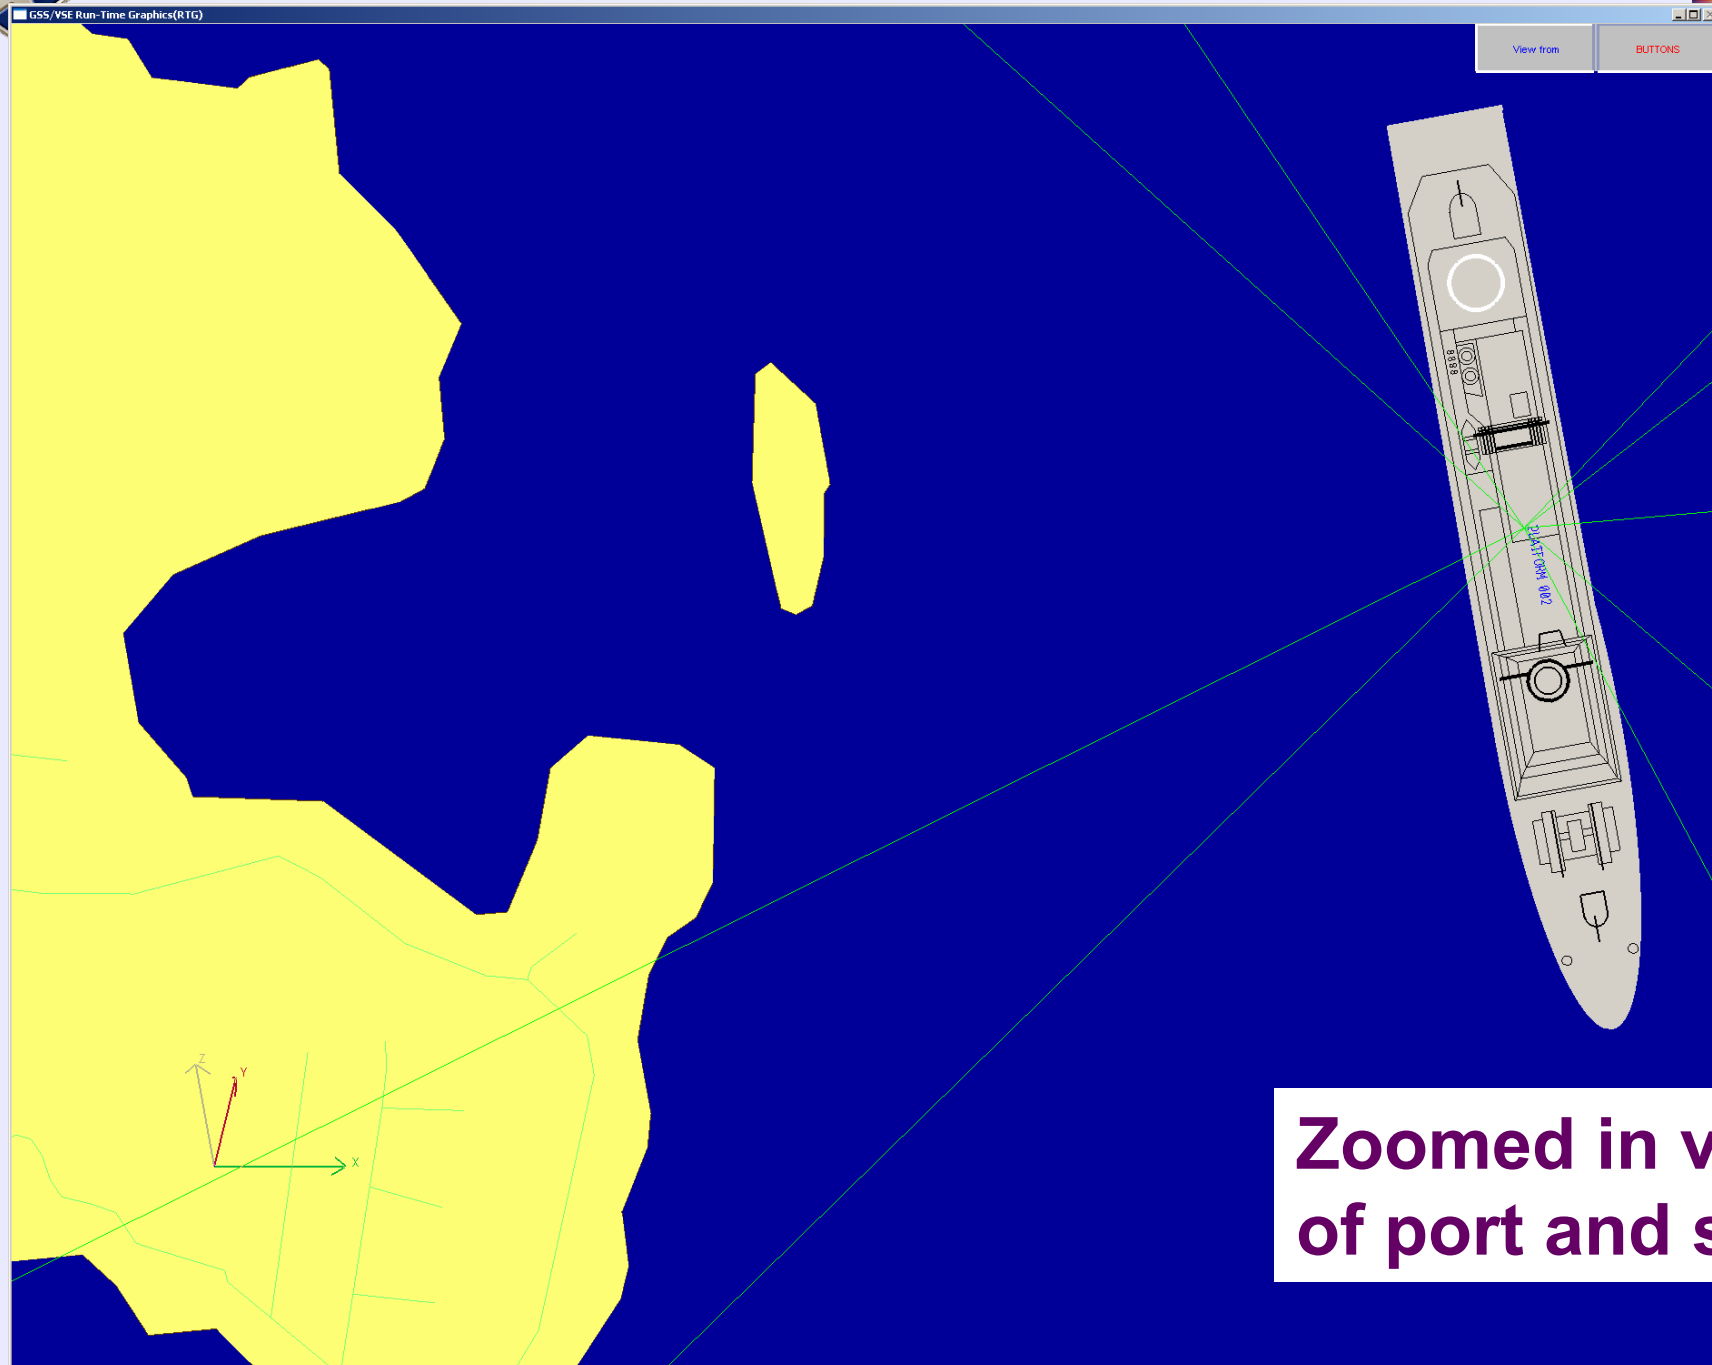 GSS/VSE Run-Time Graphics(RTG)
View from
BUTTONS
8888
PLATFORM 002
Z
Y
X
Zoomed in v
of port and s